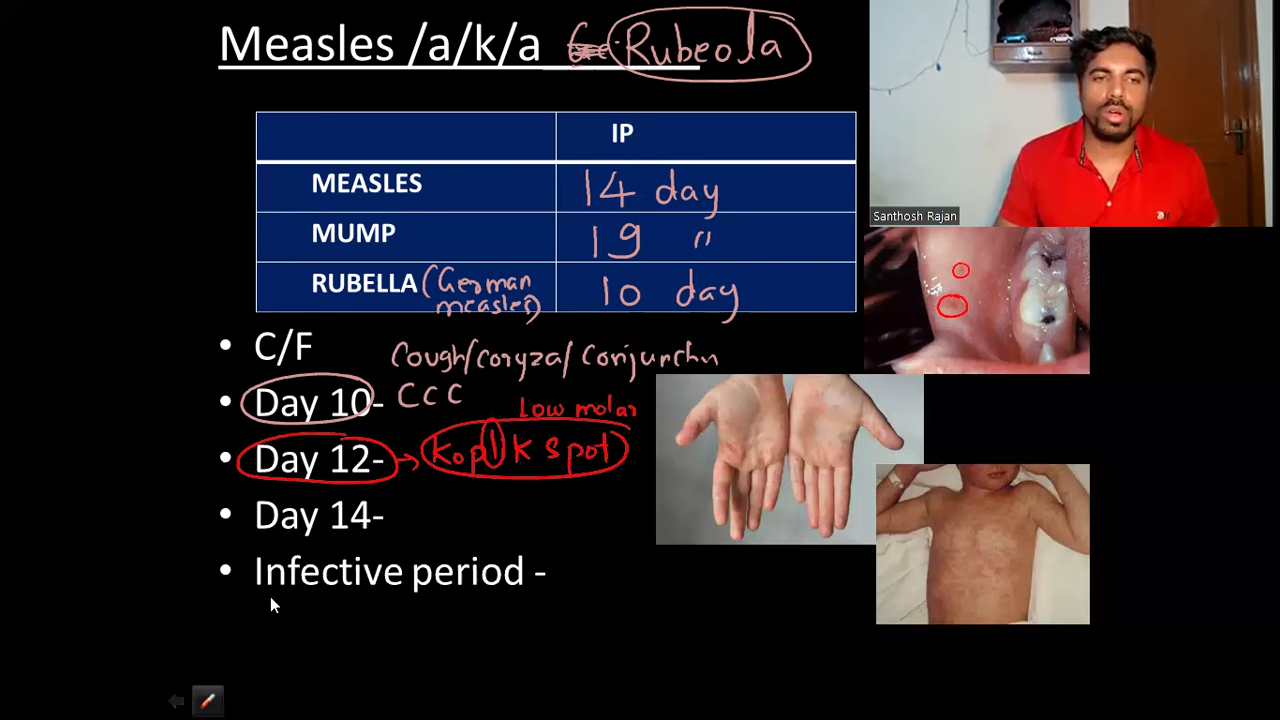 Measles /a/k/a Rubeola
IP
MEASLES 14 day
MUMP 19 "
RUBELLA (German measles) 10 day
• C/F Cough/coryza/ Conjunctiv
• Day 10- CCC
Low molar
• Day 12- → Koplik spot
• Day 14-
• Infective period -
Santhosh Rajan